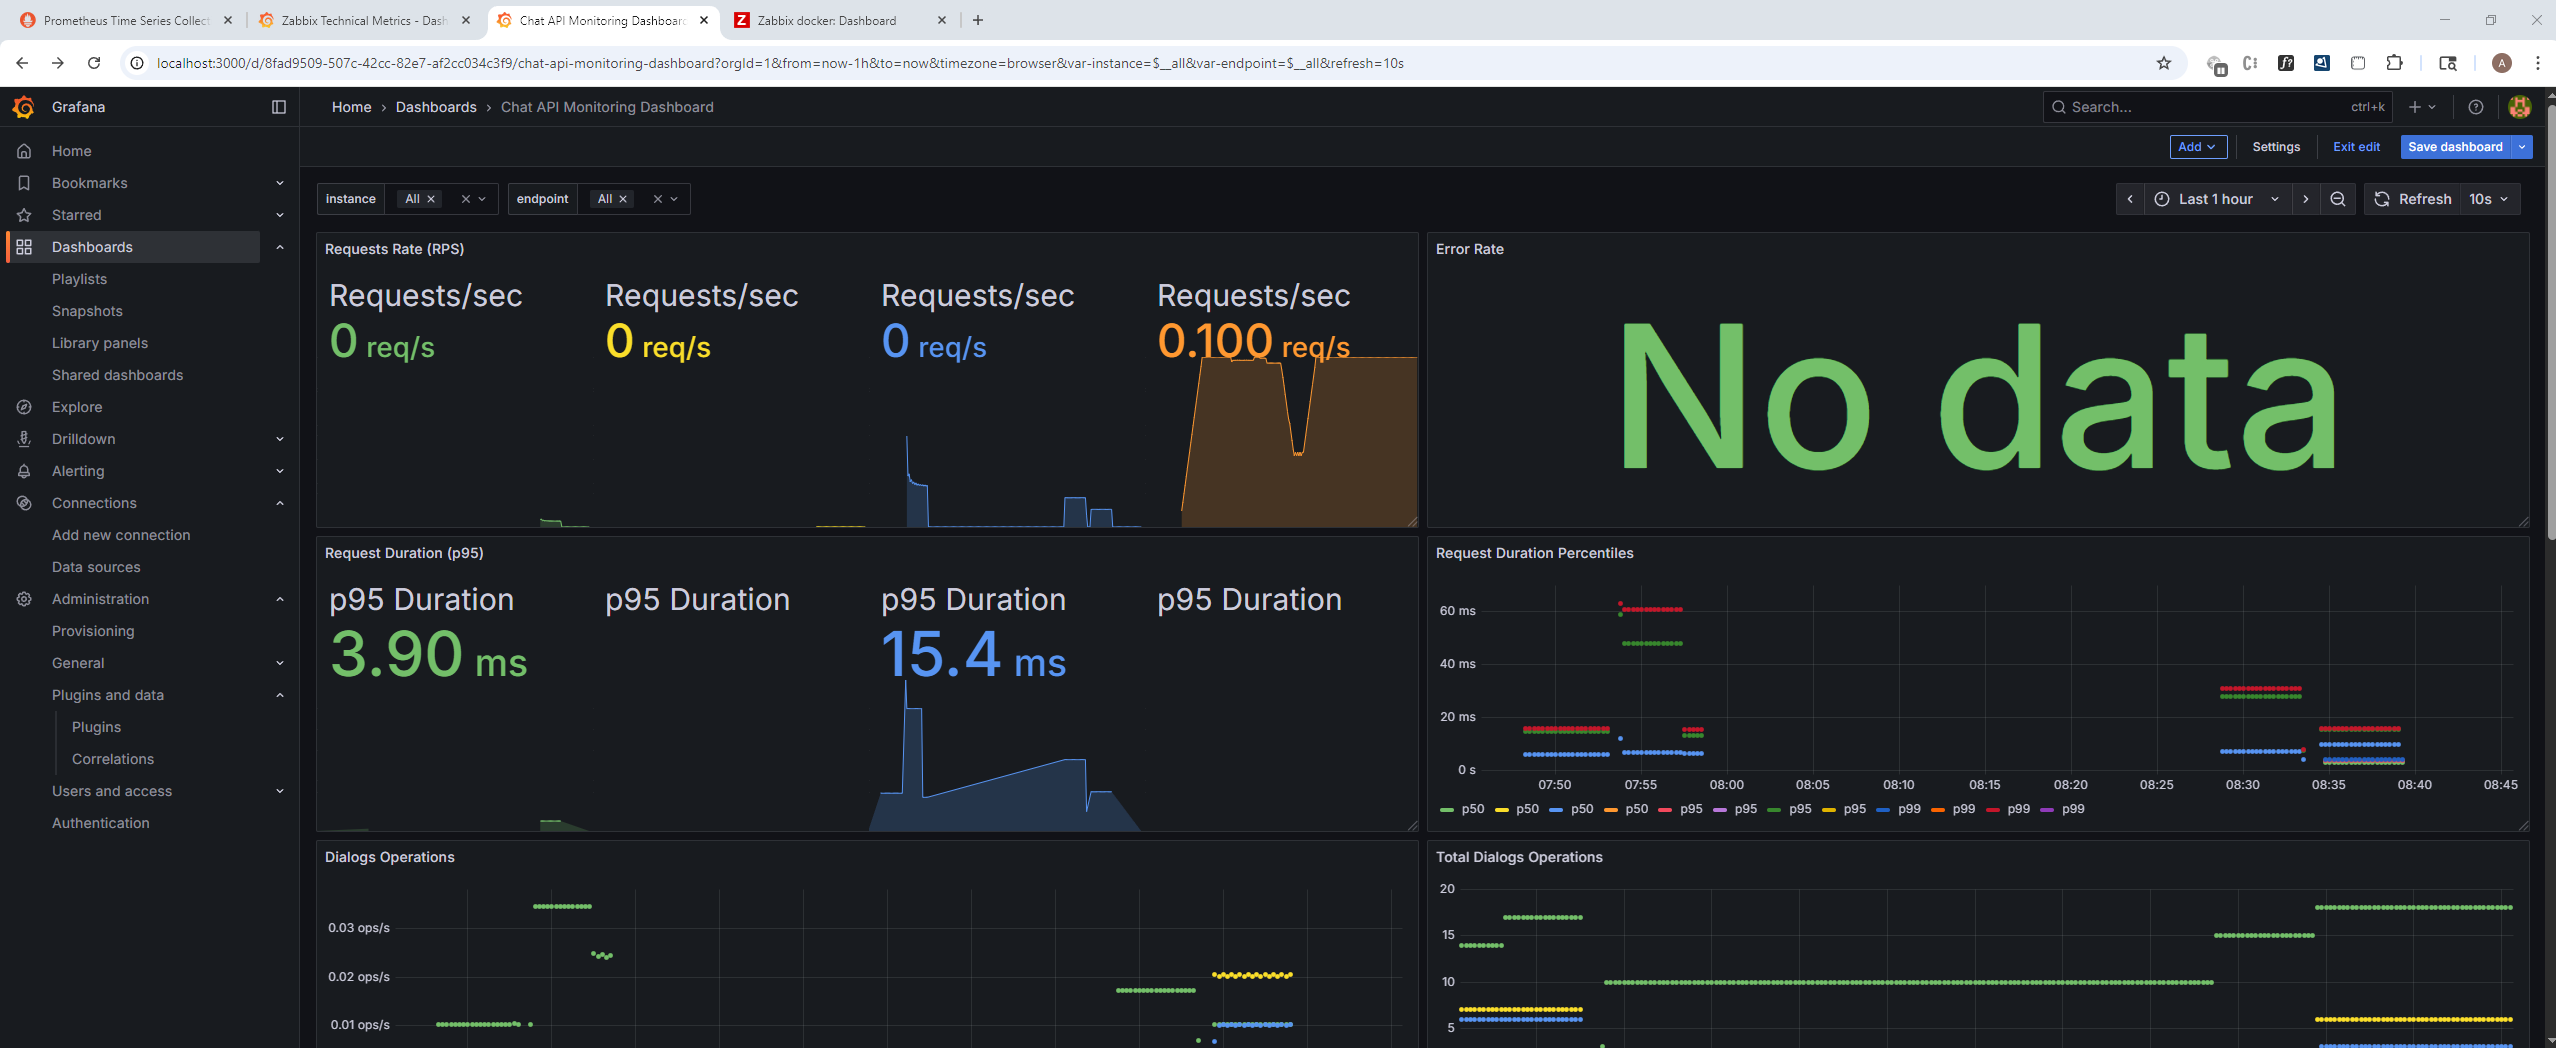 Prometheus Time Series Collect
Zabbix Technical Metrics - Dash
Chat API Monitoring Dashboard
Z Zabbix docker: Dashboard
localhost:3000/d/8fad9509-507c-42cc-82e7-af2cc034c3f9/chat-api-monitoring-dashboard?orgId=1&from=now-1h&to=now&timezone=browser&var-instance=$__all&var-endpoint=$__all&refresh=10s
A
Grafana
Home › Dashboards › Chat API Monitoring Dashboard
Search... ctrl+k
Add Settings Exit edit Save dashboard
Home
Bookmarks
Starred
Dashboards
Playlists
Snapshots
Library panels
Shared dashboards
Explore
Drilldown
Alerting
Connections
Add new connection
Data sources
Administration
Provisioning
General
Plugins and data
Plugins
Correlations
Users and access
Authentication
instance All endpoint All
Last 1 hour Refresh 10s
Requests Rate (RPS)
Requests/sec Requests/sec Requests/sec Requests/sec
0 req/s 0 req/s 0 req/s 0.100 req/s
Error Rate
No data
Request Duration (p95)
p95 Duration p95 Duration p95 Duration p95 Duration
3.90 ms 15.4 ms
Request Duration Percentiles
60 ms
40 ms
20 ms
0 s
07:50 07:55 08:00 08:05 08:10 08:15 08:20 08:25 08:30 08:35 08:40 08:45
p50 p50 p50 p50 p95 p95 p95 p95 p99 p99 p99 p99
Dialogs Operations
0.03 ops/s
0.02 ops/s
0.01 ops/s
Total Dialogs Operations
20
15
10
5